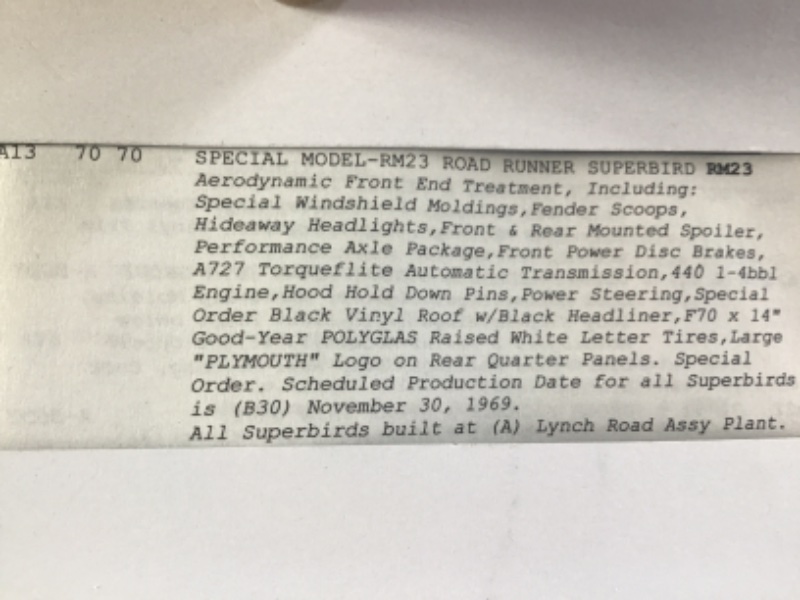 A13 70 70 SPECIAL MODEL-RM23 ROAD RUNNER SUPERBIRD RM23
Aerodynamic Front End Treatment, Including:
Special Windshield Moldings,Fender Scoops,
Hideaway Headlights,Front & Rear Mounted Spoiler,
Performance Axle Package,Front Power Disc Brakes,
A727 Torqueflite Automatic Transmission,440 1-4bbl
Engine,Hood Hold Down Pins,Power Steering,Special
Order Black Vinyl Roof w/Black Headliner,F70 x 14"
Good-Year POLYGLAS Raised White Letter Tires,Large
"PLYMOUTH" Logo on Rear Quarter Panels. Special
Order. Scheduled Production Date for all Superbirds
is (B30) November 30, 1969.
All Superbirds built at (A) Lynch Road Assy Plant.